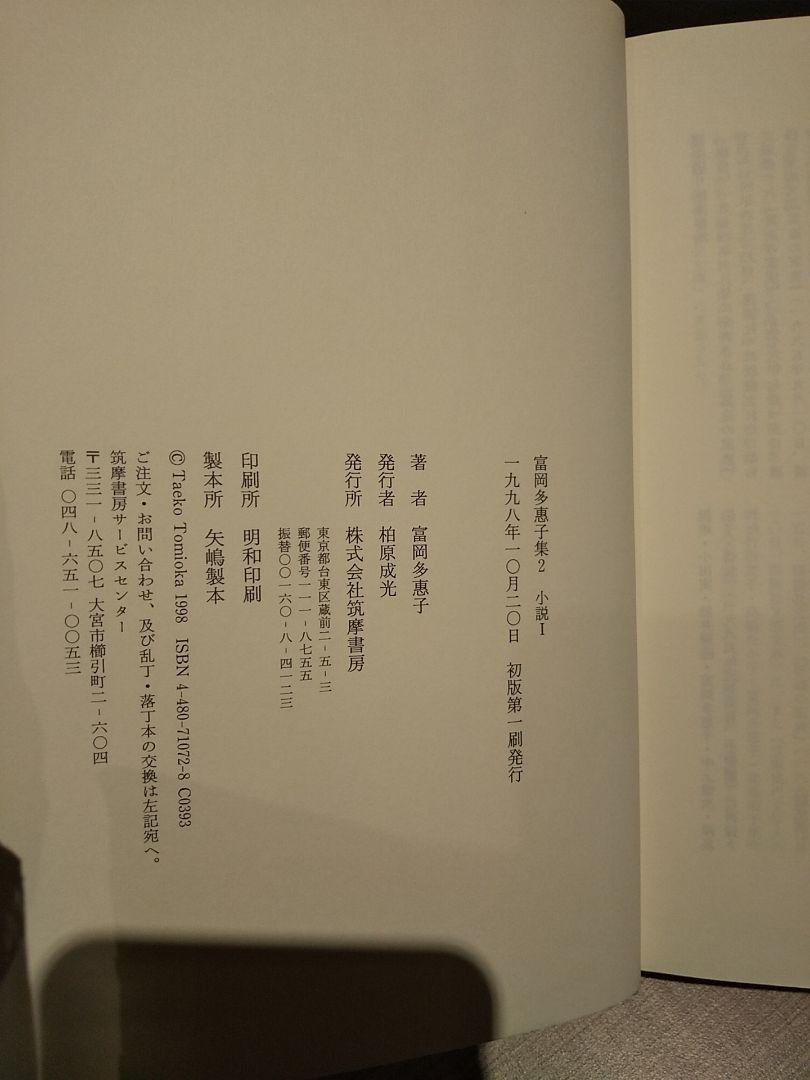 富岡多惠子集2　小説Ⅰ
一九九八年一〇月二〇日　初版第一刷発行
著　者　富岡多惠子
発行者　柏原成光
発行所　株式会社筑摩書房
東京都台東区蔵前二−五−三
郵便番号一一一−八七五五
振替〇〇一六〇−八−四一二三
印刷所　明和印刷
製本所　矢嶋製本
© Taeko Tomioka 1998　ISBN 4-480-71072-8　C0393
ご注文・お問い合わせ、及び乱丁・落丁本の交換は左記宛へ。
筑摩書房サービスセンター
〒三三一−八五〇七 大宮市櫛引町二−六〇四
電話 〇四八−六五一−〇〇五三